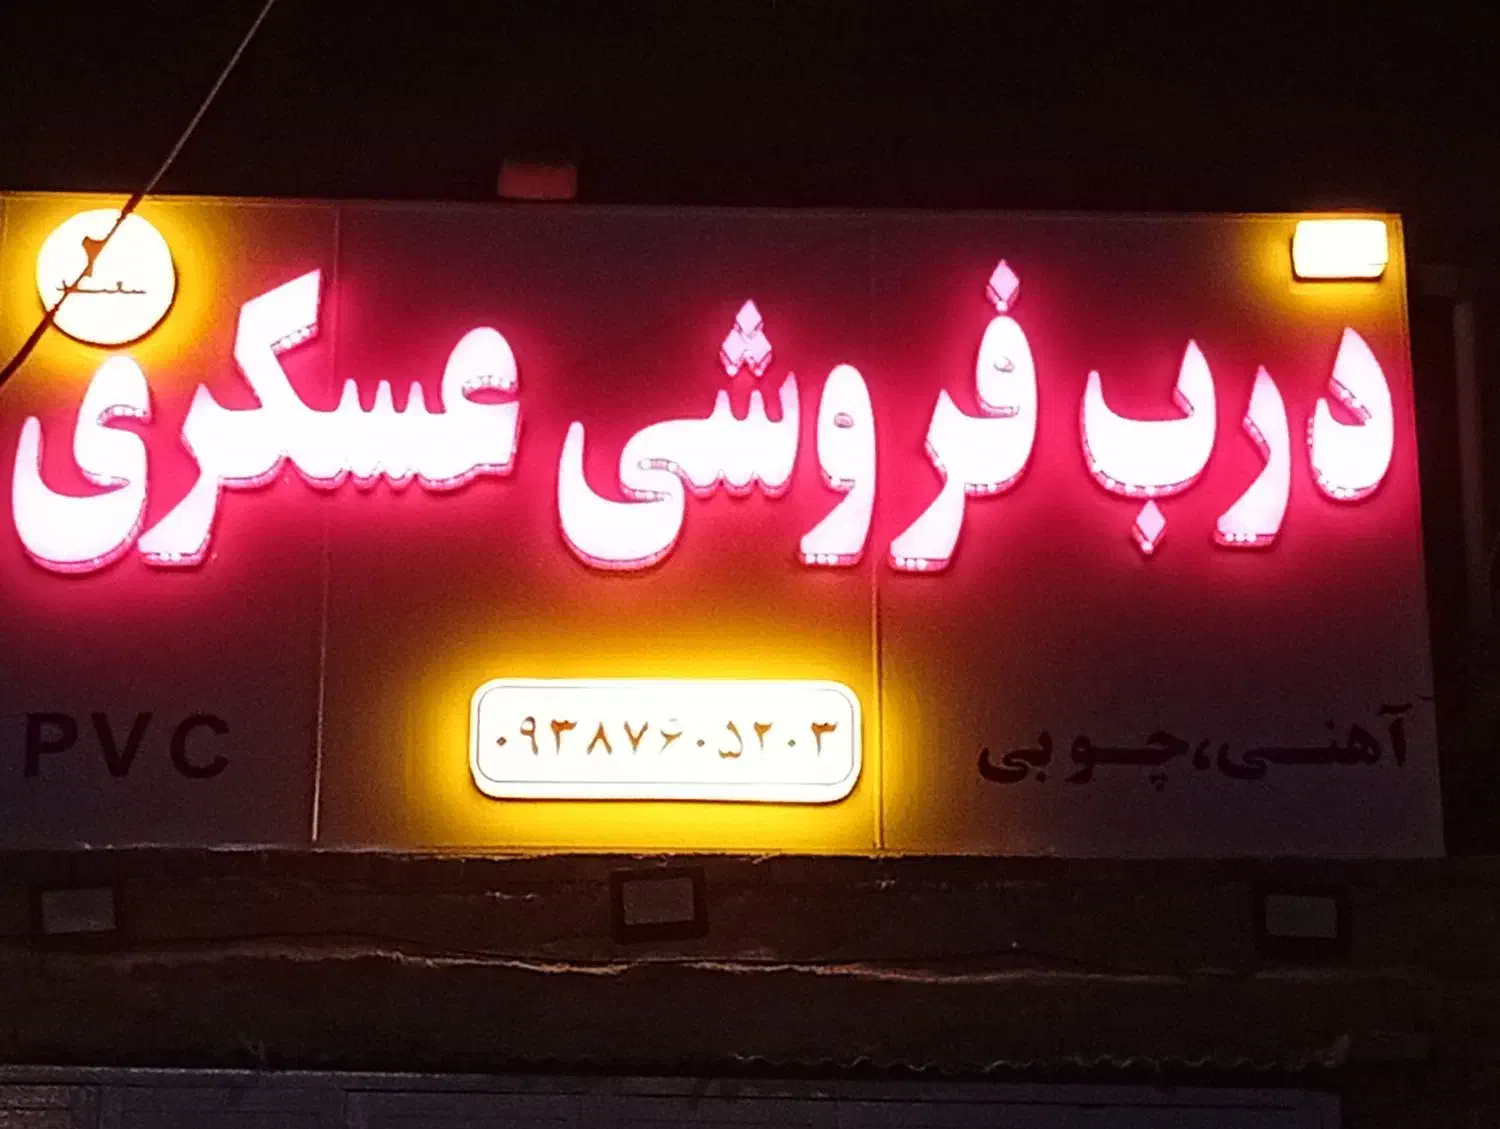 درب فروشی عسکری
آهنی،چوبی
۰۹۳۸۷۶۰۵۲۰۳
PVC